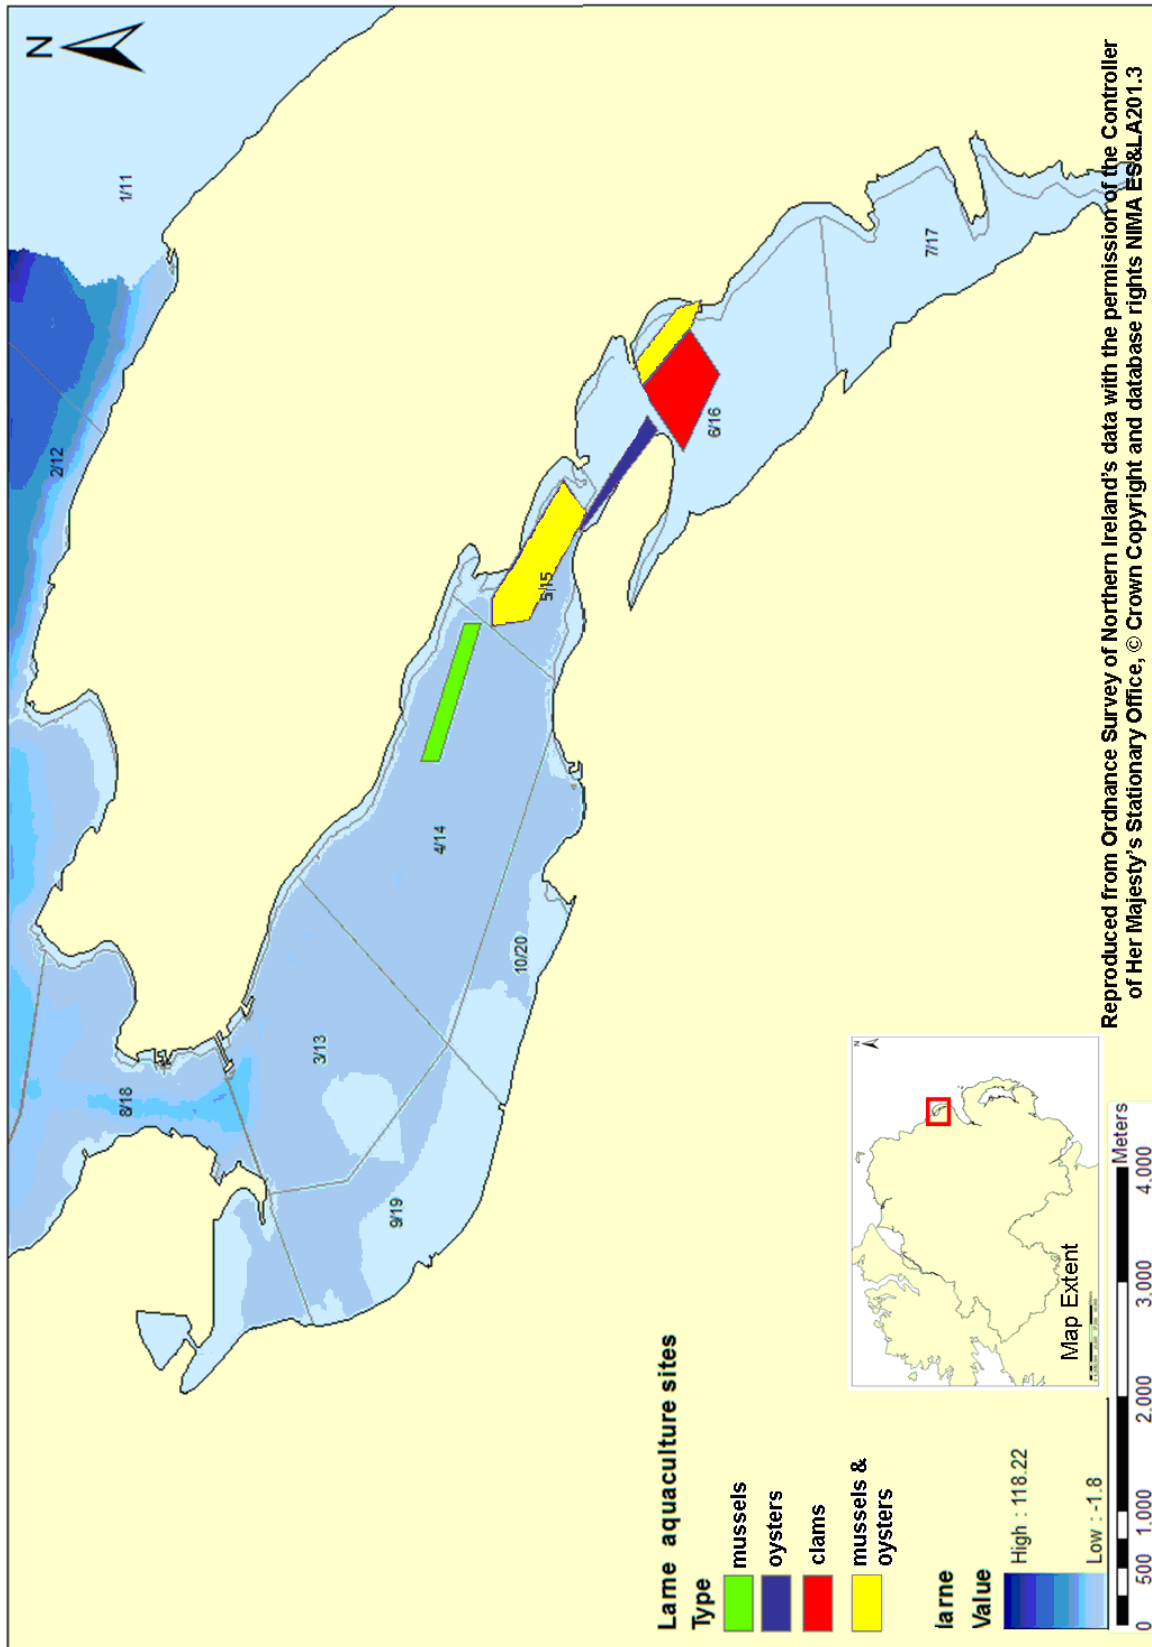 N
1/11
2/12
8/18
3/13
9/19
4/14
10/20
5/15
6/16
7/17
Larne aquaculture sites
Type
mussels
oysters
clams
mussels &
oysters
larne
Value
High : 118.22
Low : -1.8
Map Extent
0 500 1.000 2.000 3.000 4.000
Meters
Reproduced from Ordnance Survey of Northern Ireland's data with the permission of the Controller
of Her Majesty's Stationary Office, © Crown Copyright and database rights NIMA ES&LA201.3